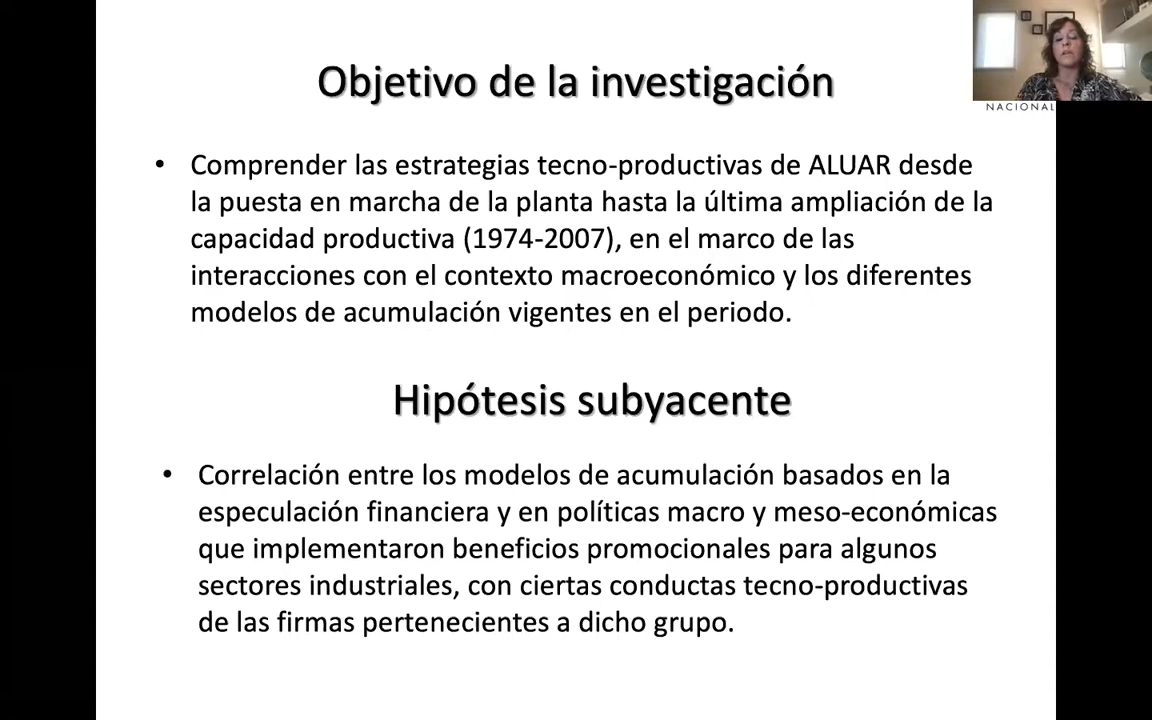 Objetivo de la investigación
NACIONAL
• Comprender las estrategias tecno-productivas de ALUAR desde
la puesta en marcha de la planta hasta la última ampliación de la
capacidad productiva (1974-2007), en el marco de las
interacciones con el contexto macroeconómico y los diferentes
modelos de acumulación vigentes en el periodo.
Hipótesis subyacente
• Correlación entre los modelos de acumulación basados en la
especulación financiera y en políticas macro y meso-económicas
que implementaron beneficios promocionales para algunos
sectores industriales, con ciertas conductas tecno-productivas
de las firmas pertenecientes a dicho grupo.